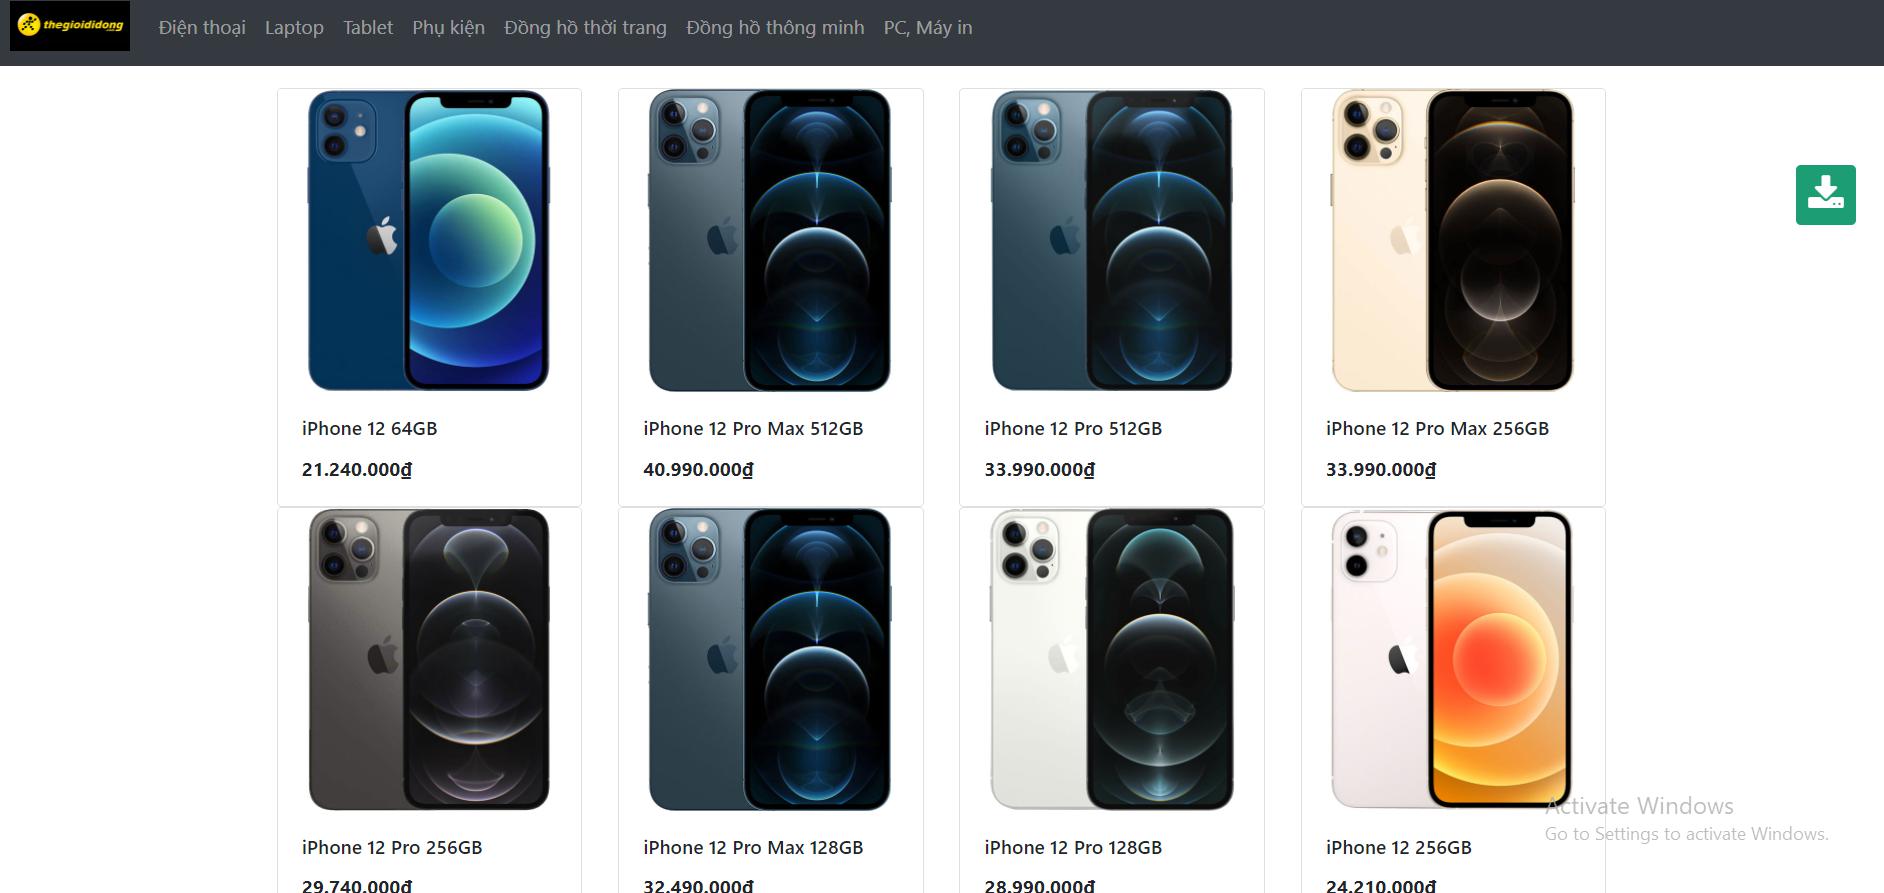 thegioididong
Điện thoại Laptop Tablet Phụ kiện Đồng hồ thời trang Đồng hồ thông minh PC, Máy in
iPhone 12 64GB
21.240.000₫
iPhone 12 Pro Max 512GB
40.990.000₫
iPhone 12 Pro 512GB
33.990.000₫
iPhone 12 Pro Max 256GB
33.990.000₫
iPhone 12 Pro 256GB
29.740.000₫
iPhone 12 Pro Max 128GB
32.490.000₫
iPhone 12 Pro 128GB
28.990.000₫
iPhone 12 256GB
24.210.000₫
Activate Windows
Go to Settings to activate Windows.